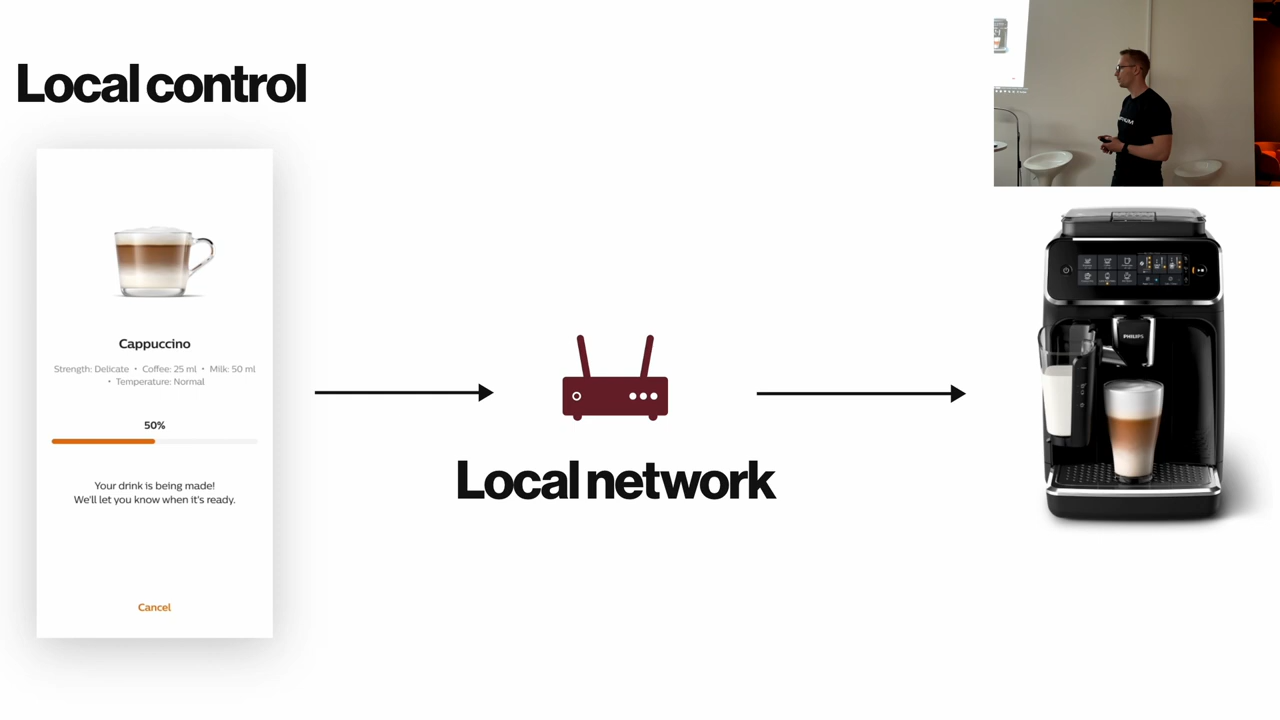 Local control
Cappuccino
Strength: Delicate • Coffee: 25 ml • Milk: 50 ml
• Temperature: Normal
50%
Your drink is being made!
We'll let you know when it's ready.
Cancel
Local network
PHILIPS